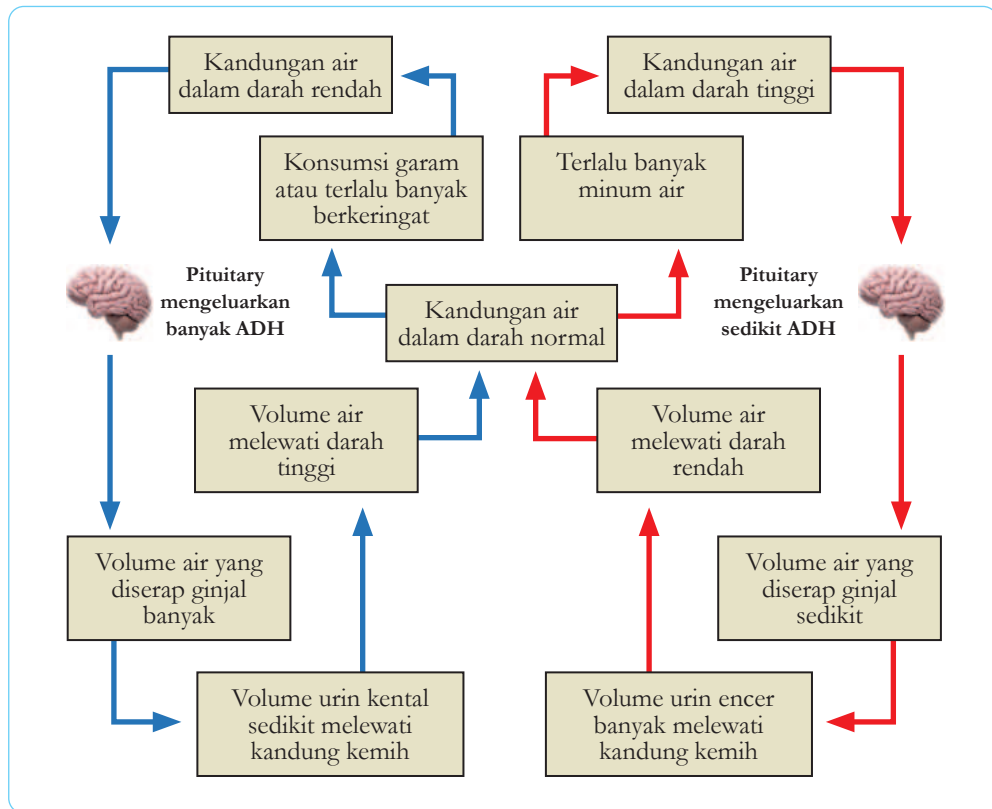 Kandungan air
dalam darah rendah
Kandungan air
dalam darah tinggi
Konsumsi garam
atau terlalu banyak
berkeringat
Terlalu banyak
minum air
Pituitary
mengeluarkan
banyak ADH
Pituitary
mengeluarkan
sedikit ADH
Kandungan air
dalam darah normal
Volume air
melewati darah
tinggi
Volume air
melewati darah
rendah
Volume air yang
diserap ginjal
banyak
Volume air yang
diserap ginjal
sedikit
Volume urin kental
sedikit melewati
kandung kemih
Volume urin encer
banyak melewati
kandung kemih